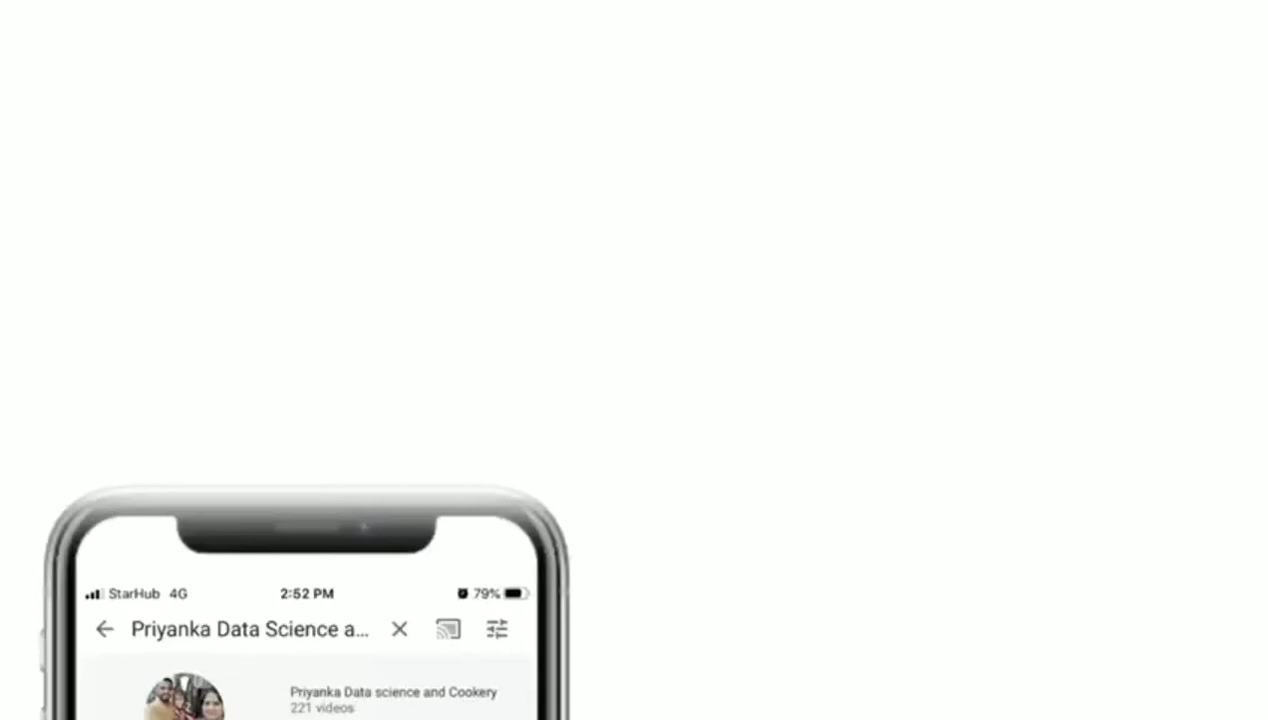 StarHub 4G 2:52 PM 79%
Priyanka Data Science a...
Priyanka Data science and Cookery
221 videos